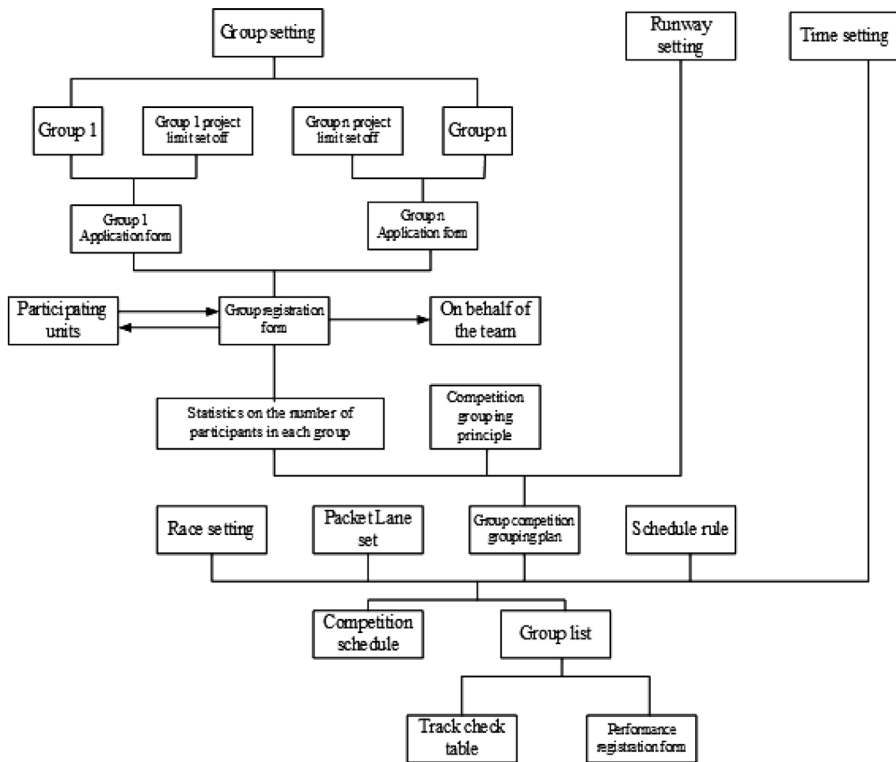 Group setting
Runway
setting
Time setting
Group 1
Group 1 project
limit set off
Group n project
limit set off
Group n
Group 1
Application form
Group n
Application form
Participating
units
Group registration
form
On behalf of
the team
Statistics on the number of
participants in each group
Competition
grouping
principle
Race setting
Packet Lane
set
Group competition
grouping plan
Schedule rule
Competition
schedule
Group list
Track check
table
Performance
registration form